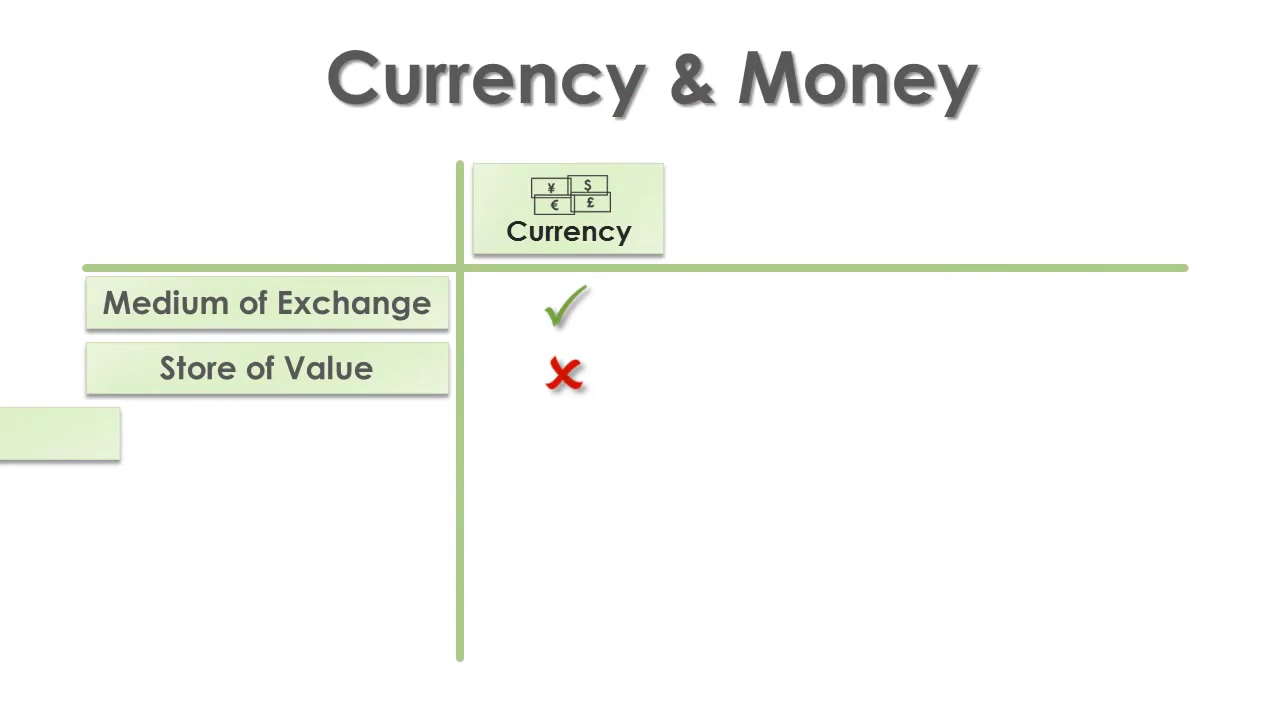 Currency & Money
¥ $
€ £
Currency
Medium of Exchange
Store of Value